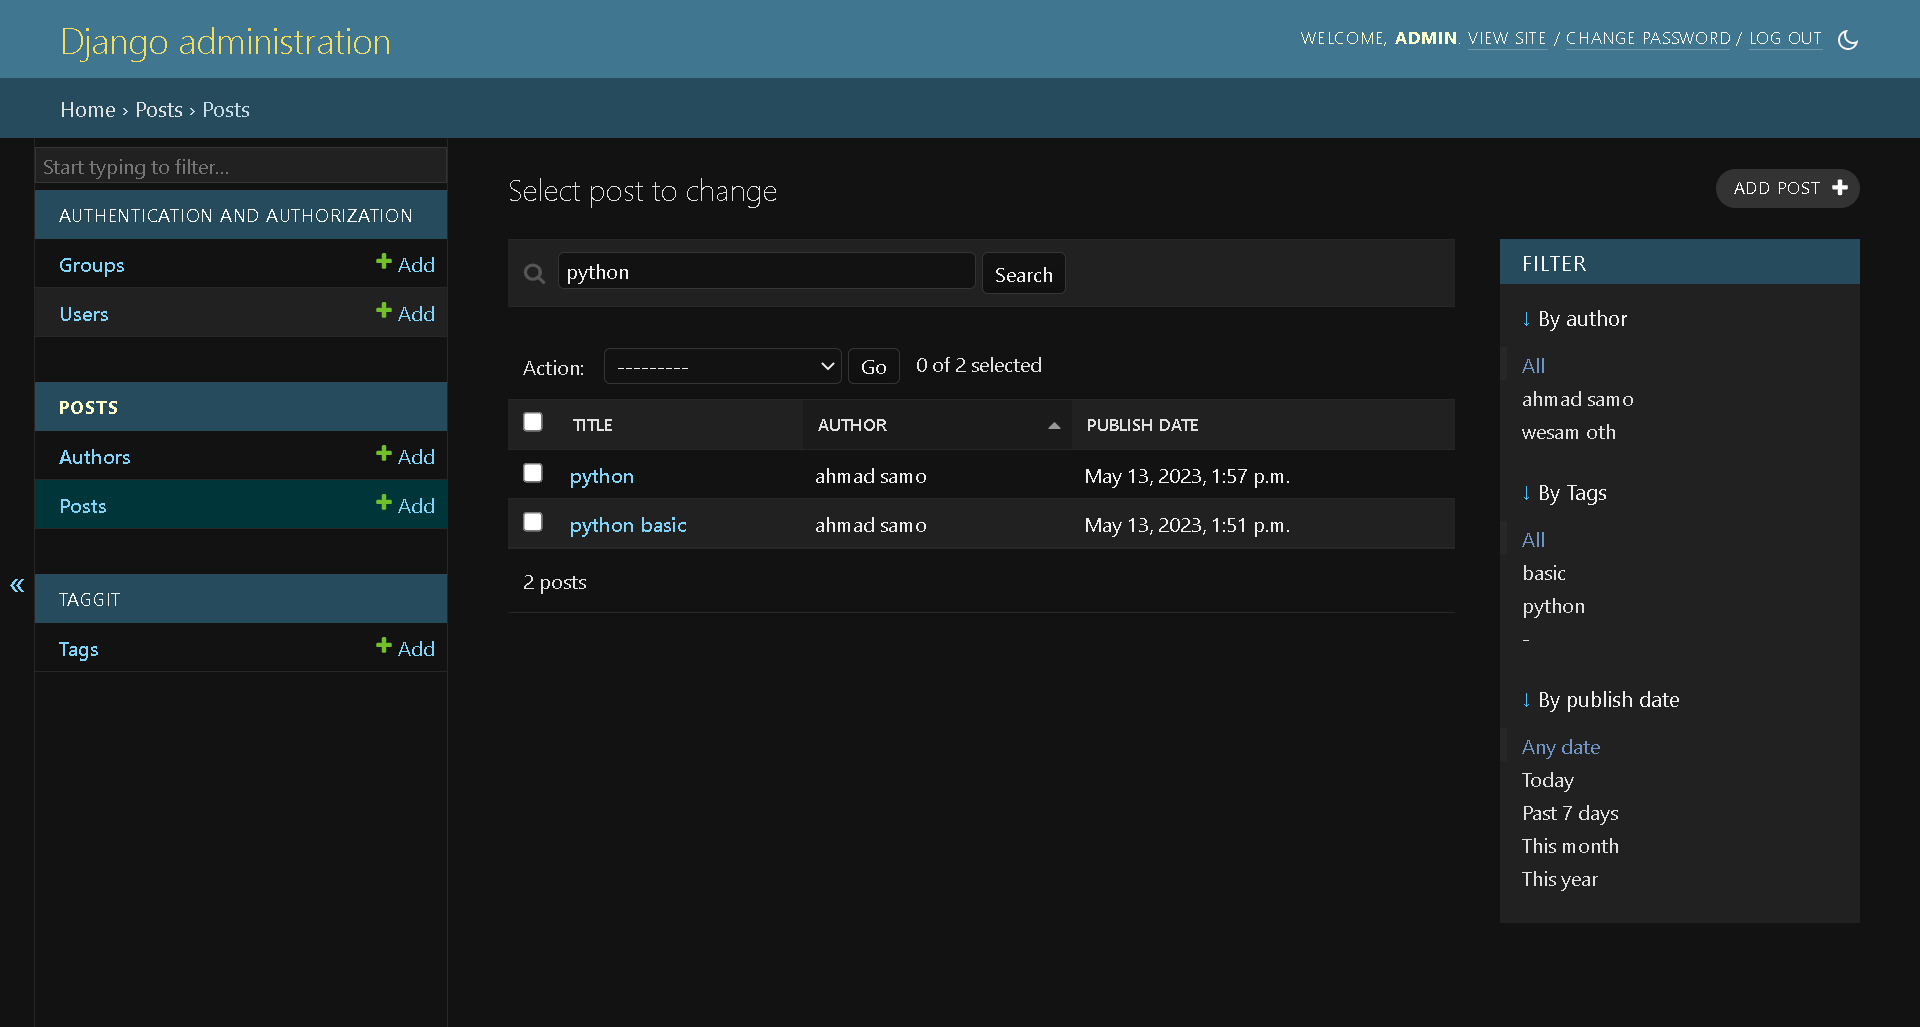 Django administration
WELCOME, ADMIN. VIEW SITE / CHANGE PASSWORD / LOG OUT
Home › Posts › Posts
Start typing to filter...
AUTHENTICATION AND AUTHORIZATION
Groups + Add
Users + Add
POSTS
Authors + Add
Posts + Add
TAGGIT
Tags + Add
«
Select post to change
ADD POST +
python Search
Action: --------- Go 0 of 2 selected
TITLE AUTHOR PUBLISH DATE
python ahmad samo May 13, 2023, 1:57 p.m.
python basic ahmad samo May 13, 2023, 1:51 p.m.
2 posts
FILTER
↓ By author
All
ahmad samo
wesam oth
↓ By Tags
All
basic
python
-
↓ By publish date
Any date
Today
Past 7 days
This month
This year